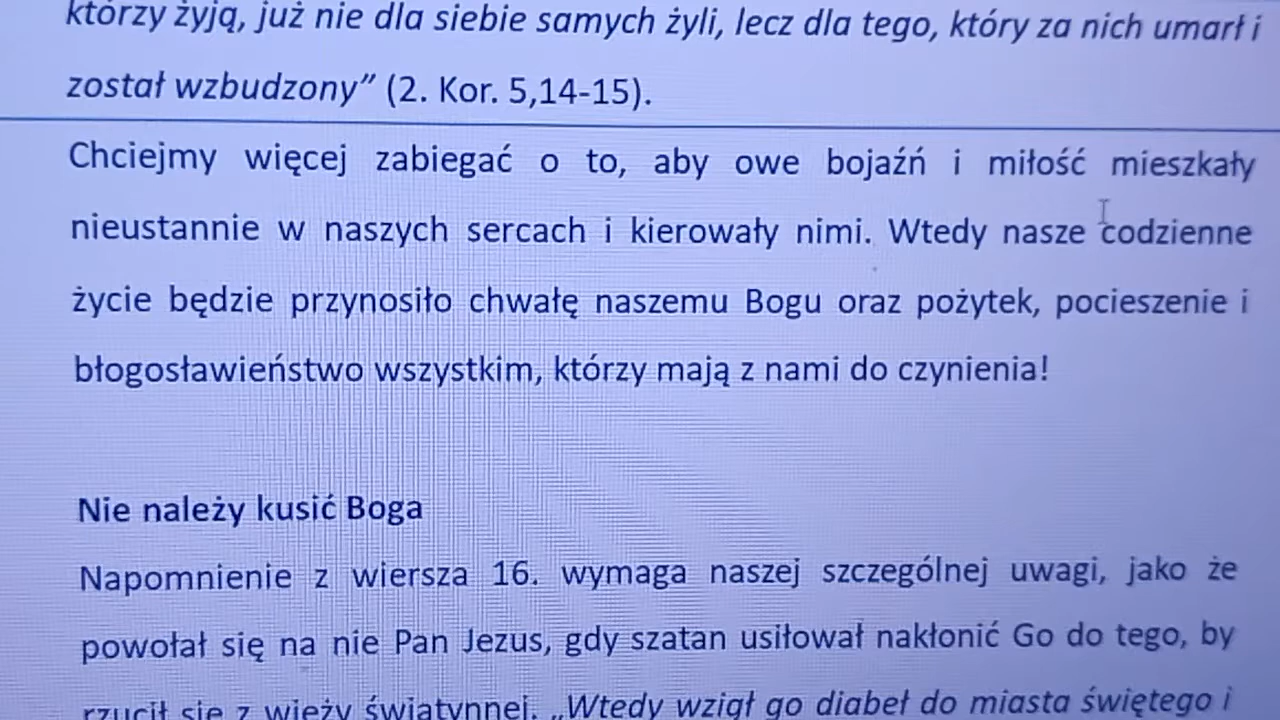 którzy żyją, już nie dla siebie samych żyli, lecz dla tego, który za nich umarł i
został wzbudzony” (2. Kor. 5,14-15).
Chciejmy więcej zabiegać o to, aby owe bojaźń i miłość mieszkały
nieustannie w naszych sercach i kierowały nimi. Wtedy nasze codzienne
życie będzie przynosiło chwałę naszemu Bogu oraz pożytek, pocieszenie i
błogosławieństwo wszystkim, którzy mają z nami do czynienia!
Nie należy kusić Boga
Napomnienie z wiersza 16. wymaga naszej szczególnej uwagi, jako że
powołał się na nie Pan Jezus, gdy szatan usiłował nakłonić Go do tego, by
rzucił się z wieży świątynnej. „Wtedy wziął go diabeł do miasta świętego i